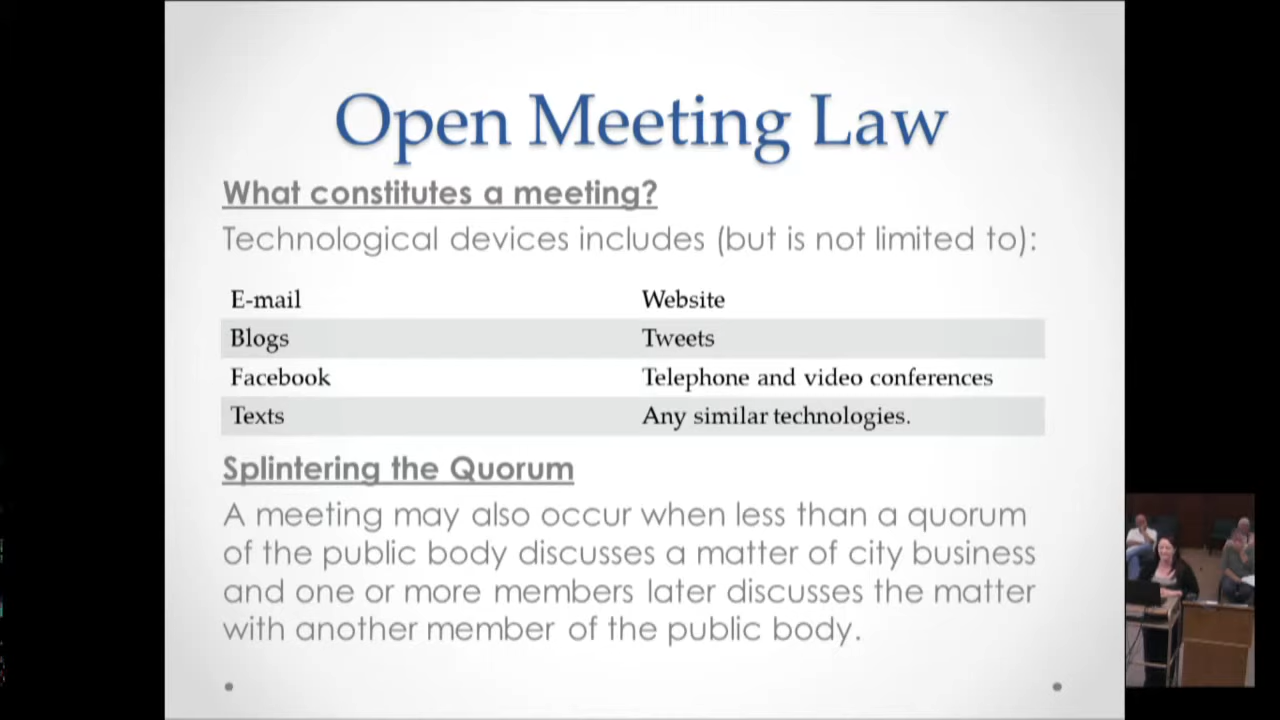 Open Meeting Law
What constitutes a meeting?
Technological devices includes (but is not limited to):
E-mail Website
Blogs Tweets
Facebook Telephone and video conferences
Texts Any similar technologies.
Splintering the Quorum
A meeting may also occur when less than a quorum
of the public body discusses a matter of city business
and one or more members later discusses the matter
with another member of the public body.